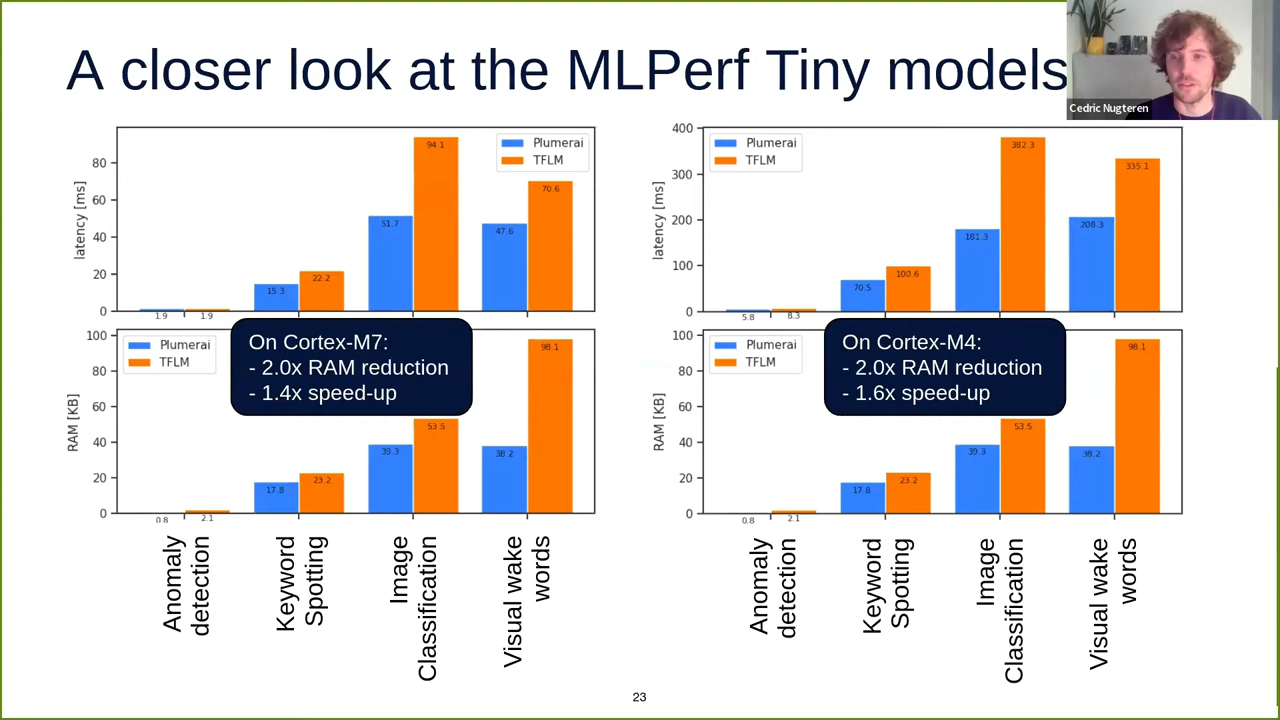 A closer look at the MLPerf Tiny models
Cedric Nugteren
latency [ms]
80
60
40
20
0
Plumerai
TFLM
1.9
1.9
15.3
22.2
51.7
94.1
47.6
70.6
latency [ms]
400
300
200
100
0
Plumerai
TFLM
5.8
8.3
70.5
100.6
181.3
382.3
208.3
335.1
RAM [KB]
100
80
60
40
20
0
Plumerai
TFLM
On Cortex-M7:
- 2.0x RAM reduction
- 1.4x speed-up
0.8
2.1
17.8
23.2
39.3
53.5
38.2
98.1
Anomaly
detection
Keyword
Spotting
Image
Classification
Visual wake
words
RAM [KB]
100
80
60
40
20
0
Plumerai
TFLM
On Cortex-M4:
- 2.0x RAM reduction
- 1.6x speed-up
0.8
2.1
17.8
23.2
39.3
53.5
38.2
98.1
Anomaly
detection
Keyword
Spotting
Image
Classification
Visual wake
words
23